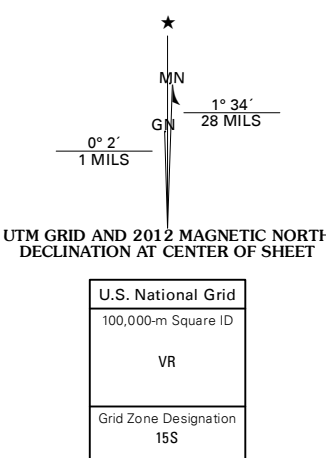 MN
1° 34´
GN
28 MILS
0° 2´
1 MILS
UTM GRID AND 2012 MAGNETIC NORTH
DECLINATION AT CENTER OF SHEET
U.S. National Grid
100,000-m Square ID
VR
Grid Zone Designation
15S